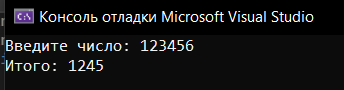 Консоль отладки Microsoft Visual Studio
Введите число: 123456
Итого: 1245